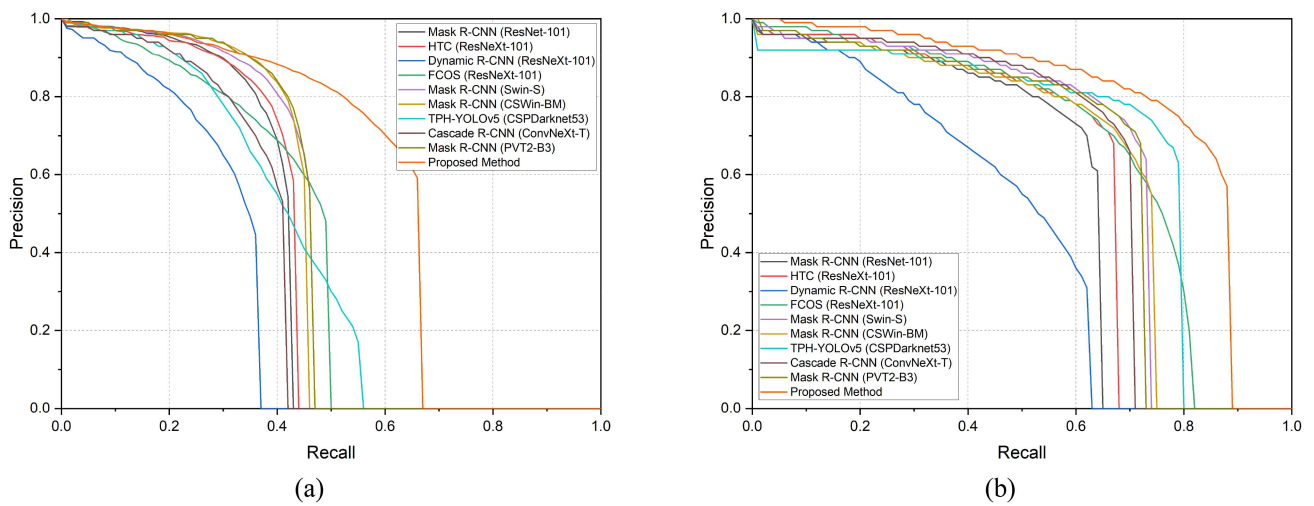 1.0
0.8
0.6
0.4
0.2
0.0
Precision
0.0 0.2 0.4 0.6 0.8 1.0
Recall
Mask R-CNN (ResNet-101)
HTC (ResNeXt-101)
Dynamic R-CNN (ResNeXt-101)
FCOS (ResNeXt-101)
Mask R-CNN (Swin-S)
Mask R-CNN (CSWin-BM)
TPH-YOLOv5 (CSPDarknet53)
Cascade R-CNN (ConvNeXt-T)
Mask R-CNN (PVT2-B3)
Proposed Method
(a)
1.0
0.8
0.6
0.4
0.2
0.0
Precision
Mask R-CNN (ResNet-101)
HTC (ResNeXt-101)
Dynamic R-CNN (ResNeXt-101)
FCOS (ResNeXt-101)
Mask R-CNN (Swin-S)
Mask R-CNN (CSWin-BM)
TPH-YOLOv5 (CSPDarknet53)
Cascade R-CNN (ConvNeXt-T)
Mask R-CNN (PVT2-B3)
Proposed Method
0.0 0.2 0.4 0.6 0.8 1.0
Recall
(b)